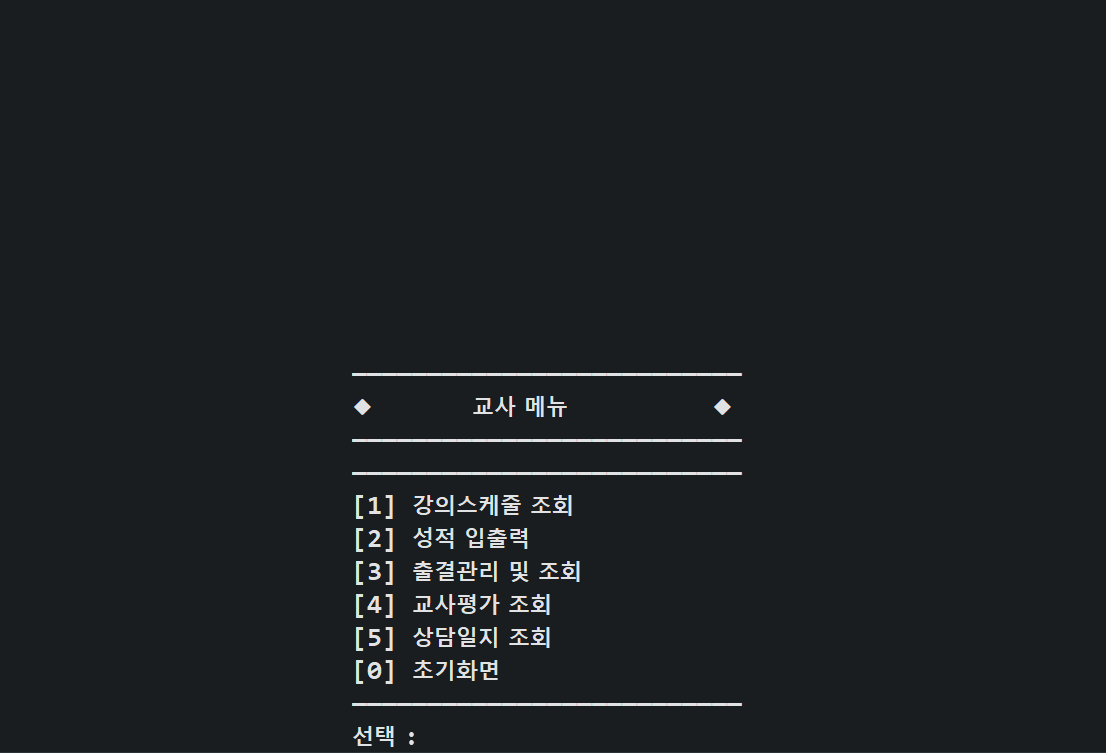 ◆ 교사 메뉴 ◆
[1] 강의스케줄 조회
[2] 성적 입출력
[3] 출결관리 및 조회
[4] 교사평가 조회
[5] 상담일지 조회
[0] 초기화면
선택 :